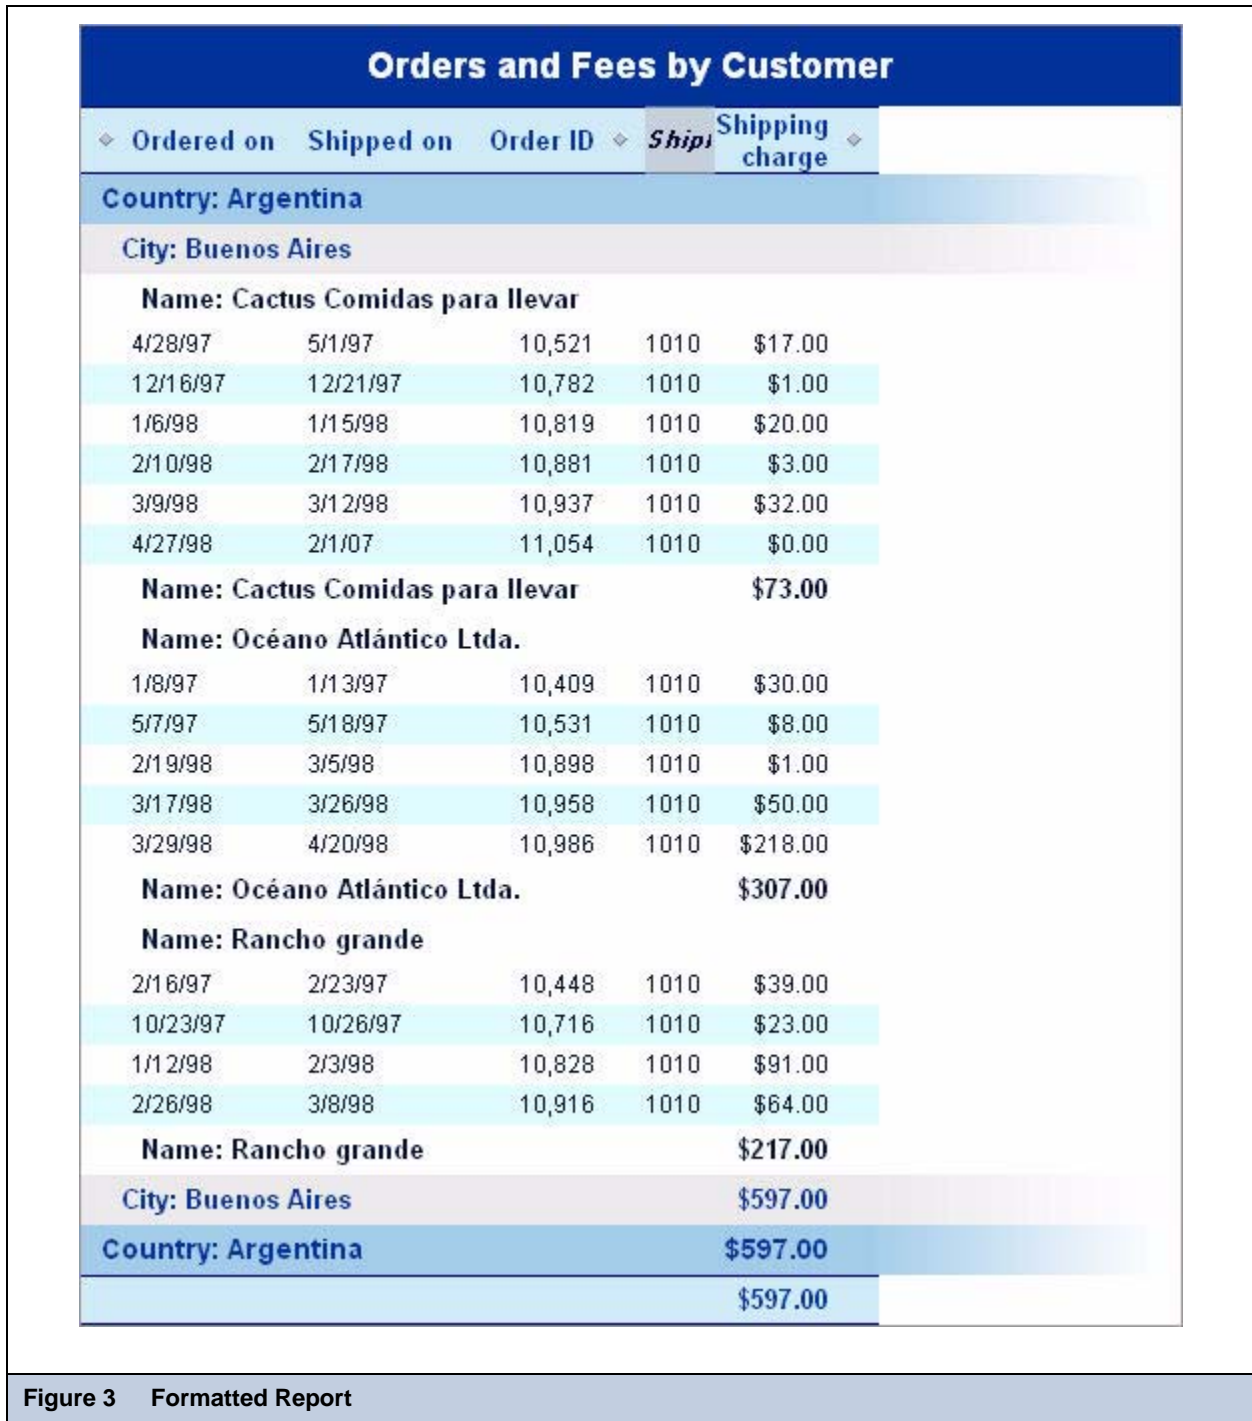 Orders and Fees by Customer
Ordered on Shipped on Order ID Shipping charge
Country: Argentina
City: Buenos Aires
Name: Cactus Comidas para llevar
4/28/97 5/1/97 10,521 1010 $17.00
12/16/97 12/21/97 10,782 1010 $1.00
1/6/98 1/15/98 10,819 1010 $20.00
2/10/98 2/17/98 10,881 1010 $3.00
3/9/98 3/12/98 10,937 1010 $32.00
4/27/98 2/1/07 11,054 1010 $0.00
Name: Cactus Comidas para llevar $73.00
Name: Océano Atlántico Ltda.
1/8/97 1/13/97 10,409 1010 $30.00
5/7/97 5/18/97 10,531 1010 $8.00
2/19/98 3/5/98 10,898 1010 $1.00
3/17/98 3/26/98 10,958 1010 $50.00
3/29/98 4/20/98 10,986 1010 $218.00
Name: Océano Atlántico Ltda. $307.00
Name: Rancho grande
2/16/97 2/23/97 10,448 1010 $39.00
10/23/97 10/26/97 10,716 1010 $23.00
1/12/98 2/3/98 10,828 1010 $91.00
2/26/98 3/8/98 10,916 1010 $64.00
Name: Rancho grande $217.00
City: Buenos Aires $597.00
Country: Argentina $597.00
$597.00
Figure 3 Formatted Report